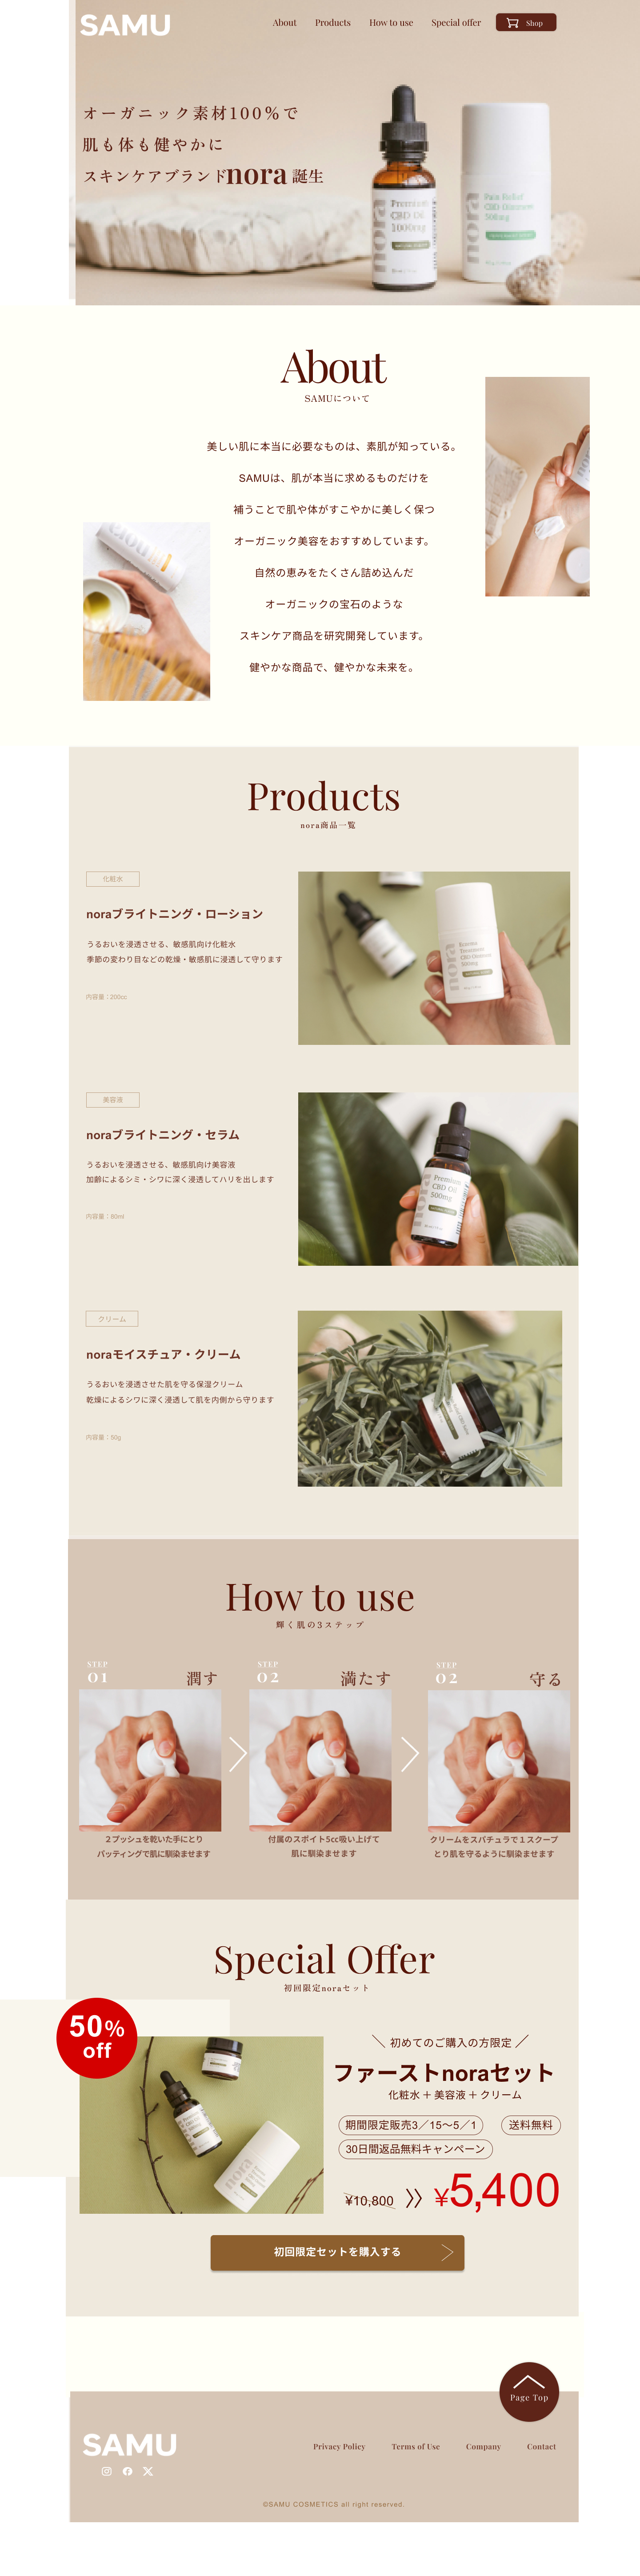 SAMU
About
Products
How to use
Special offer
Shop
オーガニック素材100%で
肌も体も健やかに
スキンケアブランドnora 誕生
nora
Premium
CBD Oil
1000mg
Pain Relief
CBD Ointment
500mg
About
SAMUについて
美しい肌に本当に必要なものは、素肌が知っている。
SAMUは、肌が本当に求めるものだけを
補うことで肌や体がすこやかに美しく保つ
オーガニック美容をおすすめしています。
自然の恵みをたくさん詰め込んだ
オーガニックの宝石のような
スキンケア商品を研究開発しています。
健やかな商品で、健やかな未来を。
Products
nora商品一覧
化粧水
noraブライトニング・ローション
うるおいを浸透させる、敏感肌向け化粧水
季節の変わり目などの乾燥・敏感肌に浸透して守ります
内容量：200cc
美容液
noraブライトニング・セラム
うるおいを浸透させる、敏感肌向け美容液
加齢によるシミ・シワに深く浸透してハリを出します
内容量：80ml
Premium
CBD Oil
500mg
クリーム
noraモイスチュア・クリーム
うるおいを浸透させた肌を守る保湿クリーム
乾燥によるシワに深く浸透して肌を内側から守ります
内容量：50g
How to use
輝く肌の3ステップ
STEP
01
潤す
２プッシュを乾いた手にとり
パッティングで肌に馴染ませます
STEP
02
満たす
付属のスポイト5cc吸い上げて
肌に馴染ませます
STEP
02
守る
クリームをスパチュラで１スクープ
とり肌を守るように馴染ませます
Special Offer
初回限定noraセット
50%
off
初めてのご購入の方限定
ファーストnoraセット
化粧水＋美容液＋クリーム
期間限定販売3／15〜5／1
送料無料
30日間返品無料キャンペーン
¥10,800
¥5,400
初回限定セットを購入する
Page Top
SAMU
Privacy Policy
Terms of Use
Company
Contact
©SAMU COSMETICS all right reserved.